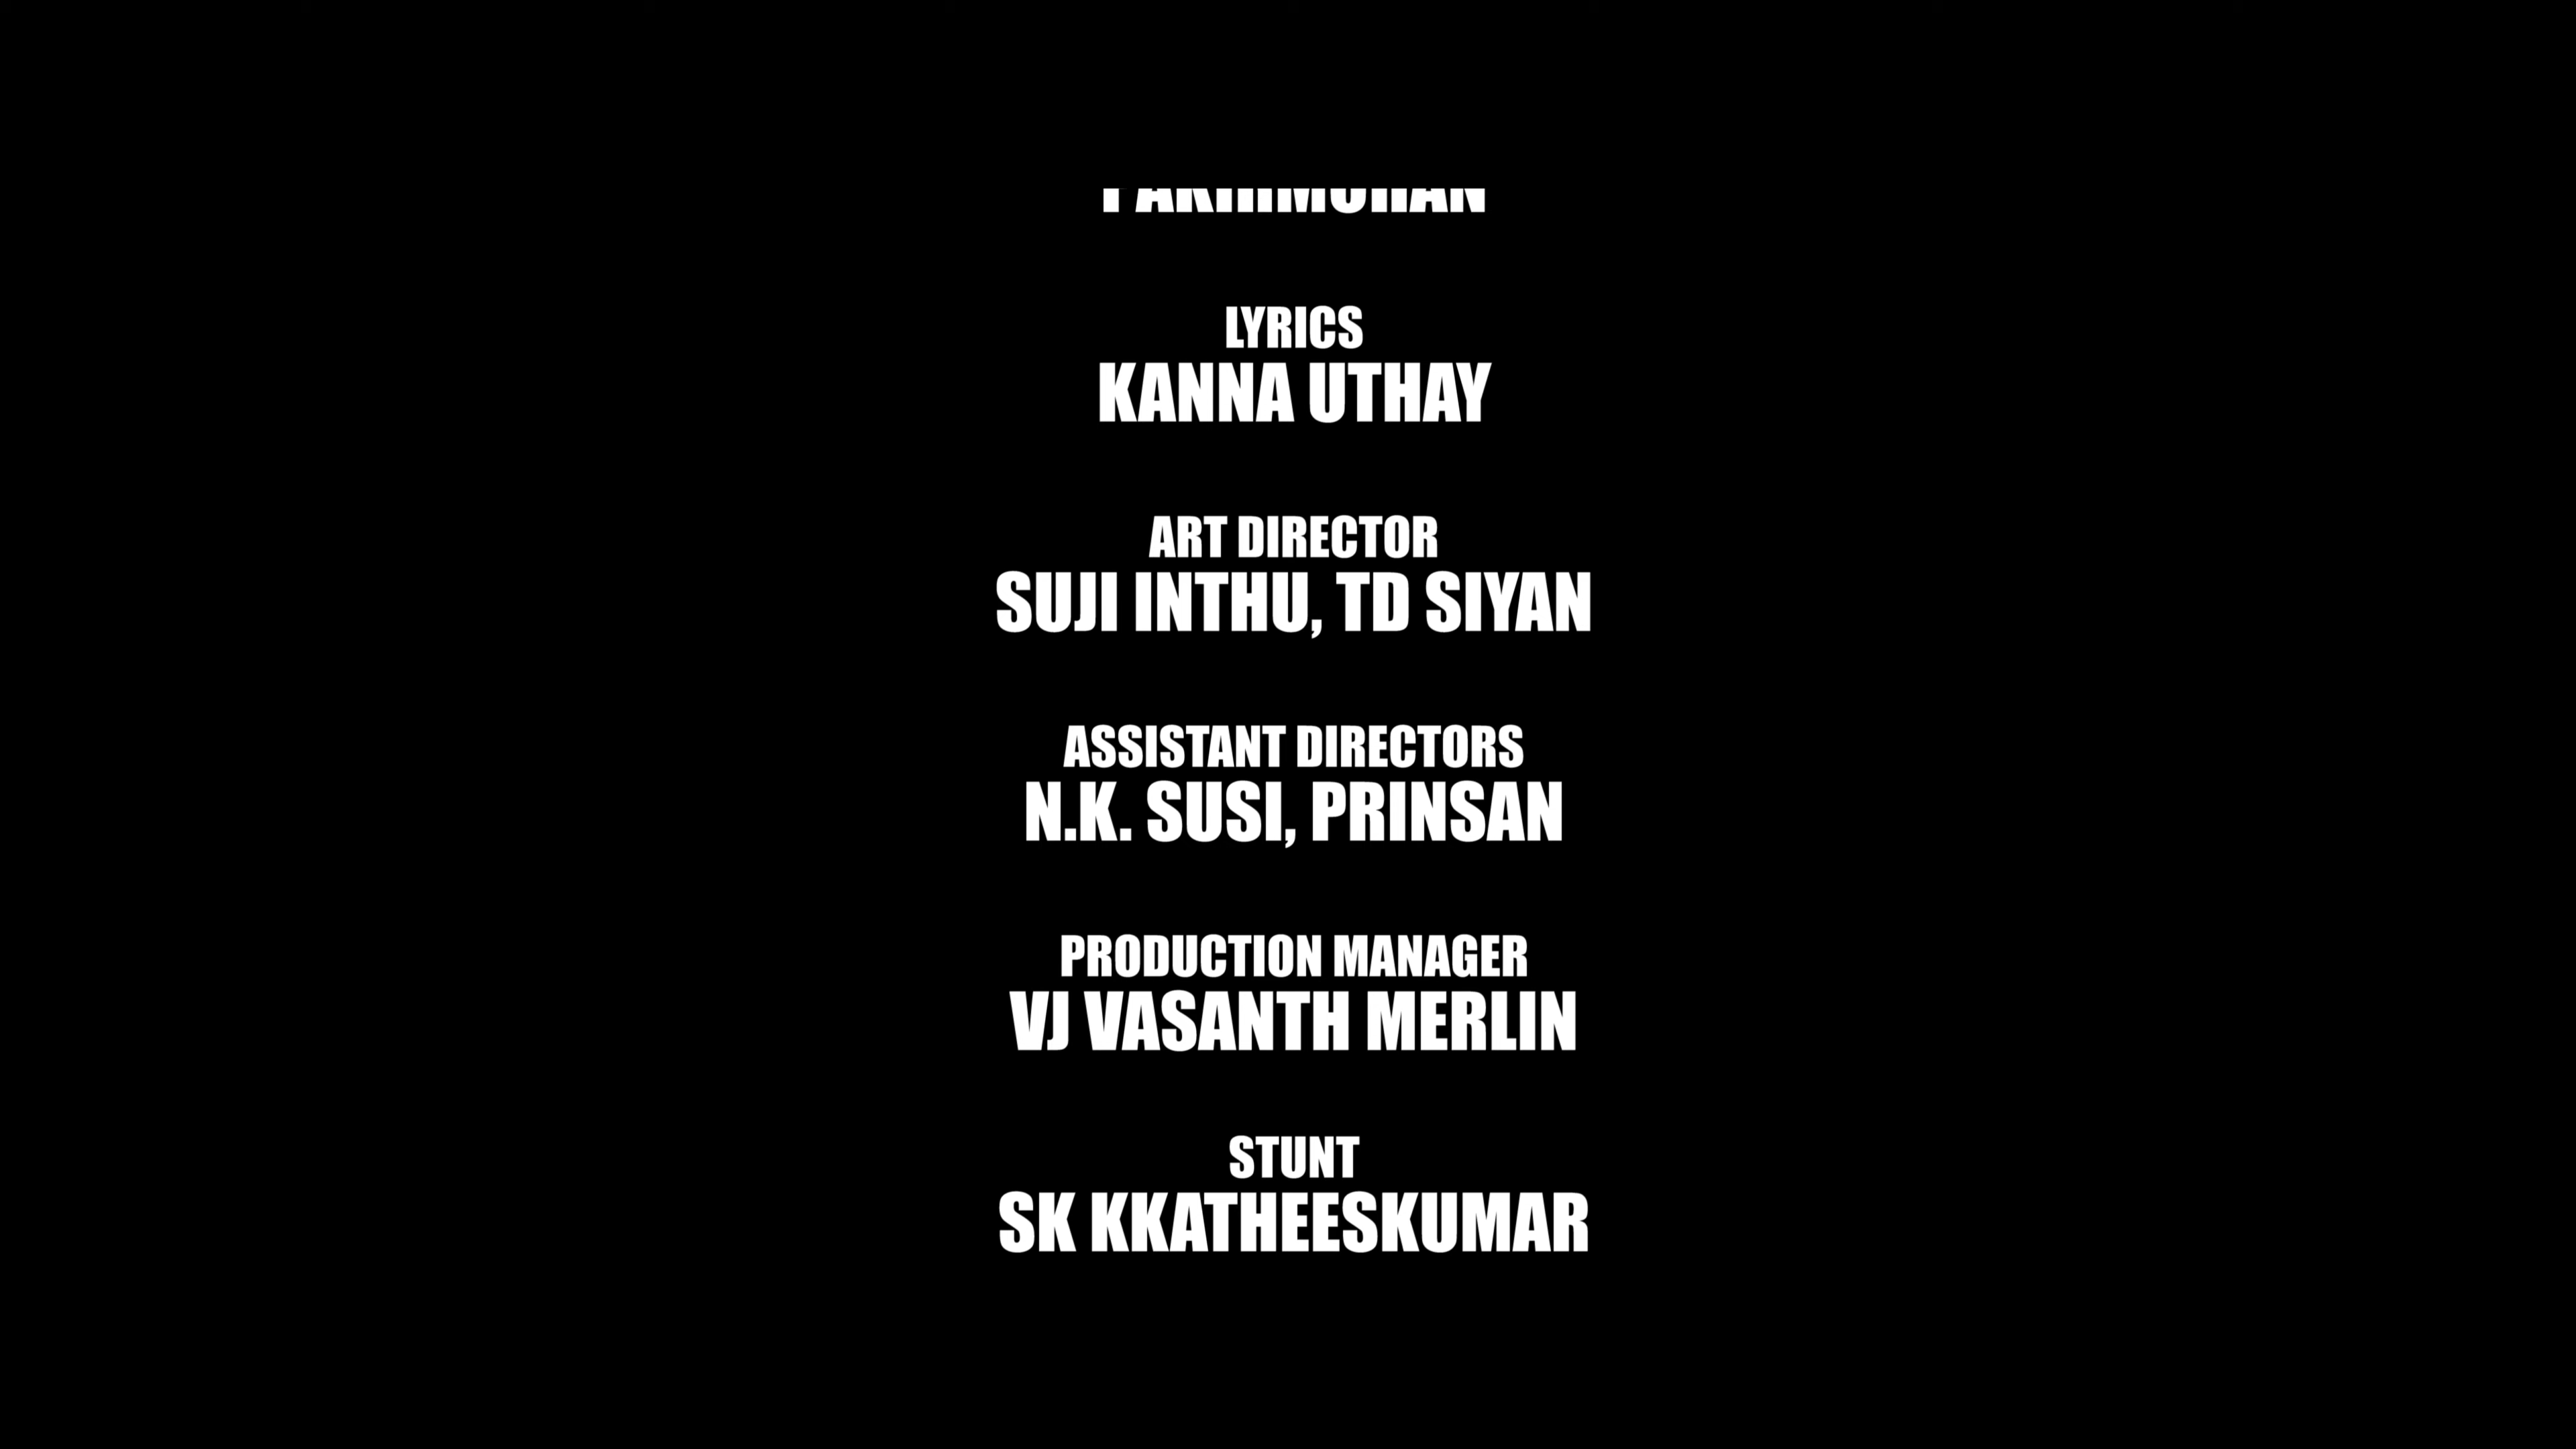 LYRICS
KANNA UTHAY
ART DIRECTOR
SUJI INTHU, TD SIYAN
ASSISTANT DIRECTORS
N.K. SUSI, PRINSAN
PRODUCTION MANAGER
VJ VASANTH MERLIN
STUNT
SK KKATHEESKUMAR